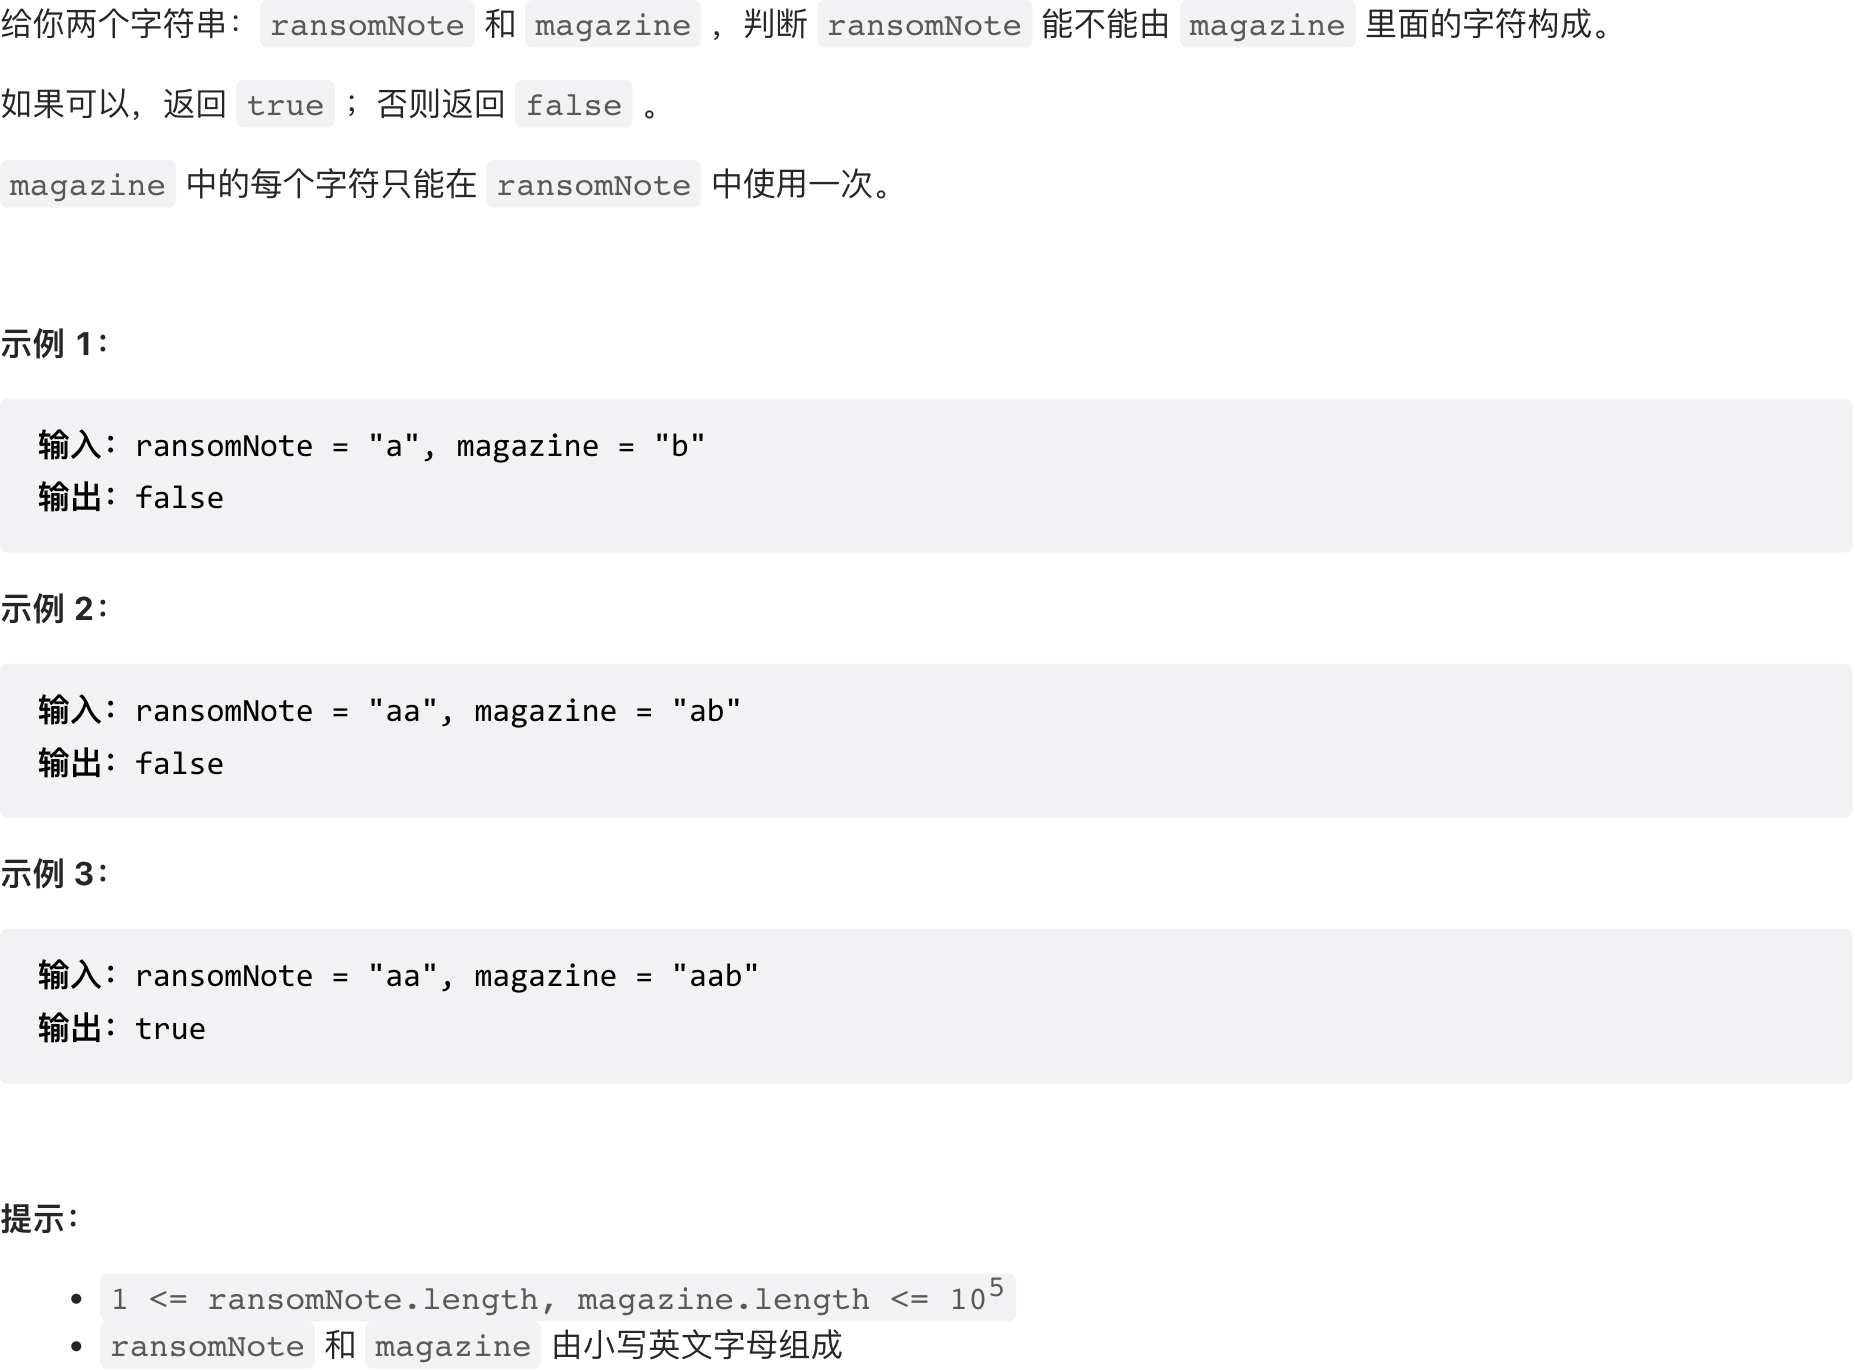 给你两个字符串：ransomNote 和 magazine ，判断 ransomNote 能不能由 magazine 里面的字符构成。
如果可以，返回 true ；否则返回 false 。
magazine 中的每个字符只能在 ransomNote 中使用一次。
示例 1：
输入：ransomNote = "a", magazine = "b"
输出：false
示例 2：
输入：ransomNote = "aa", magazine = "ab"
输出：false
示例 3：
输入：ransomNote = "aa", magazine = "aab"
输出：true
提示：
• 1 <= ransomNote.length, magazine.length <= 10⁵
• ransomNote 和 magazine 由小写英文字母组成